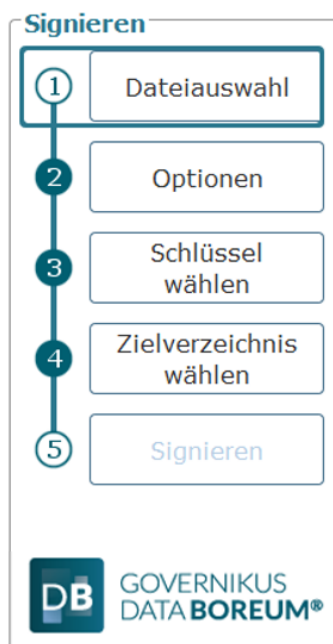 Signieren
1 Dateiauswahl
2 Optionen
3 Schlüssel
wählen
4 Zielverzeichnis
wählen
5 Signieren
DB GOVERNIKUS
DATA BOREUM®